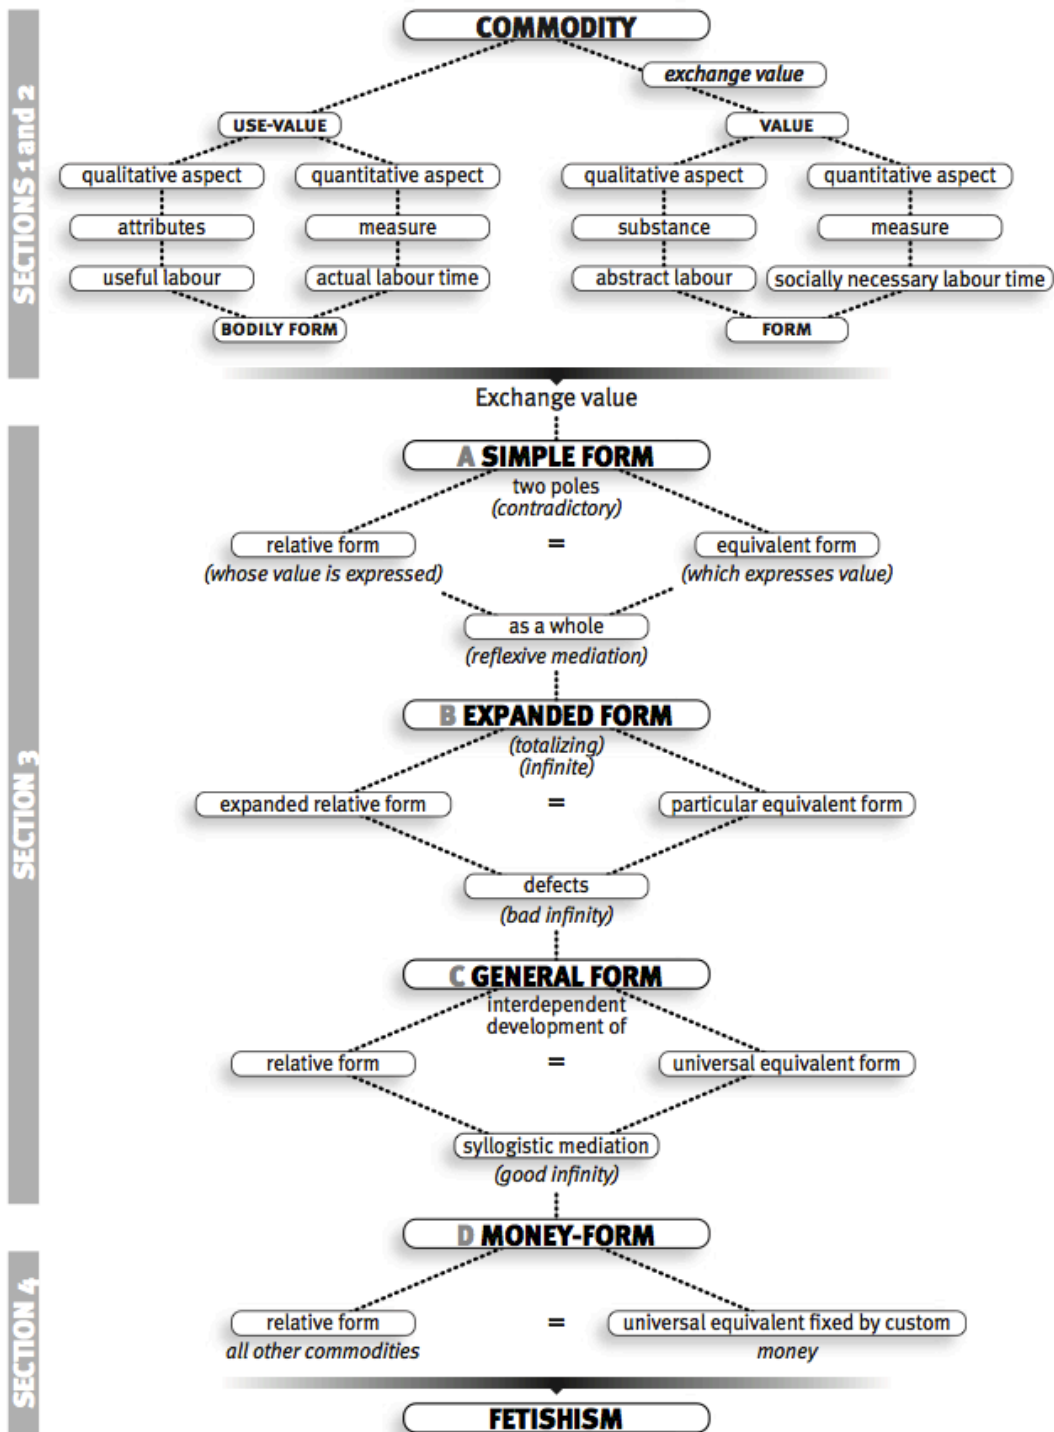 COMMODITY
exchange value
USE-VALUE
VALUE
qualitative aspect
quantitative aspect
qualitative aspect
quantitative aspect
attributes
measure
substance
measure
useful labour
actual labour time
abstract labour
socially necessary labour time
BODILY FORM
FORM
SECTIONS 1 and 2
Exchange value
A SIMPLE FORM
two poles
(contradictory)
relative form
=
equivalent form
(whose value is expressed)
(which expresses value)
as a whole
(reflexive mediation)
B EXPANDED FORM
(totalizing)
(infinite)
expanded relative form
=
particular equivalent form
defects
(bad infinity)
C GENERAL FORM
interdependent
development of
relative form
=
universal equivalent form
syllogistic mediation
(good infinity)
SECTION 3
D MONEY-FORM
relative form
=
universal equivalent fixed by custom
all other commodities
money
FETISHISM
SECTION 4